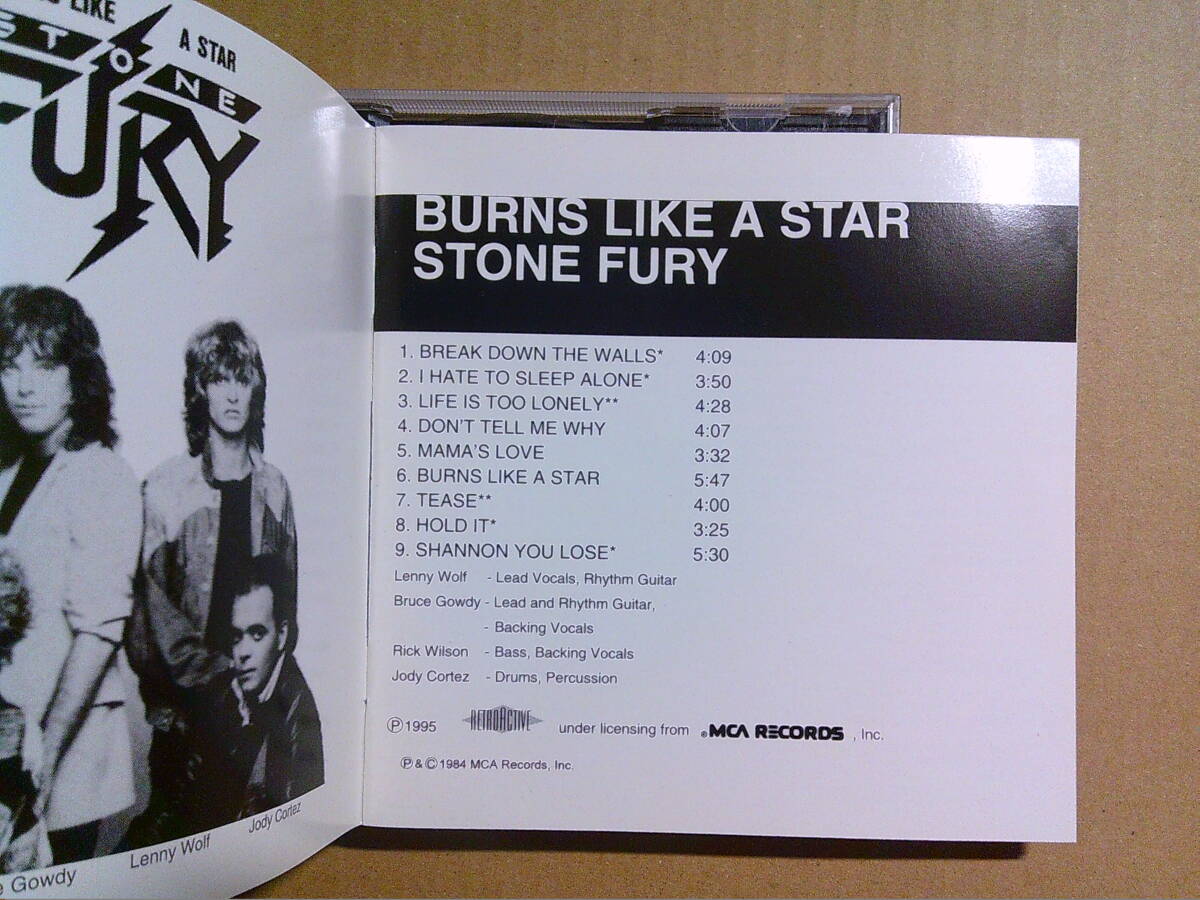 LIKE
A STAR
STONE
FURY
Gowdy
Lenny Wolf
Jody Cortez
BURNS LIKE A STAR
STONE FURY
1. BREAK DOWN THE WALLS* 4:09
2. I HATE TO SLEEP ALONE* 3:50
3. LIFE IS TOO LONELY** 4:28
4. DON'T TELL ME WHY 4:07
5. MAMA'S LOVE 3:32
6. BURNS LIKE A STAR 5:47
7. TEASE** 4:00
8. HOLD IT* 3:25
9. SHANNON YOU LOSE* 5:30
Lenny Wolf - Lead Vocals, Rhythm Guitar
Bruce Gowdy - Lead and Rhythm Guitar,
- Backing Vocals
Rick Wilson - Bass, Backing Vocals
Jody Cortez - Drums, Percussion
℗ 1995 RETROACTIVE under licensing from ®MCA RECORDS , Inc.
℗ & © 1984 MCA Records, Inc.